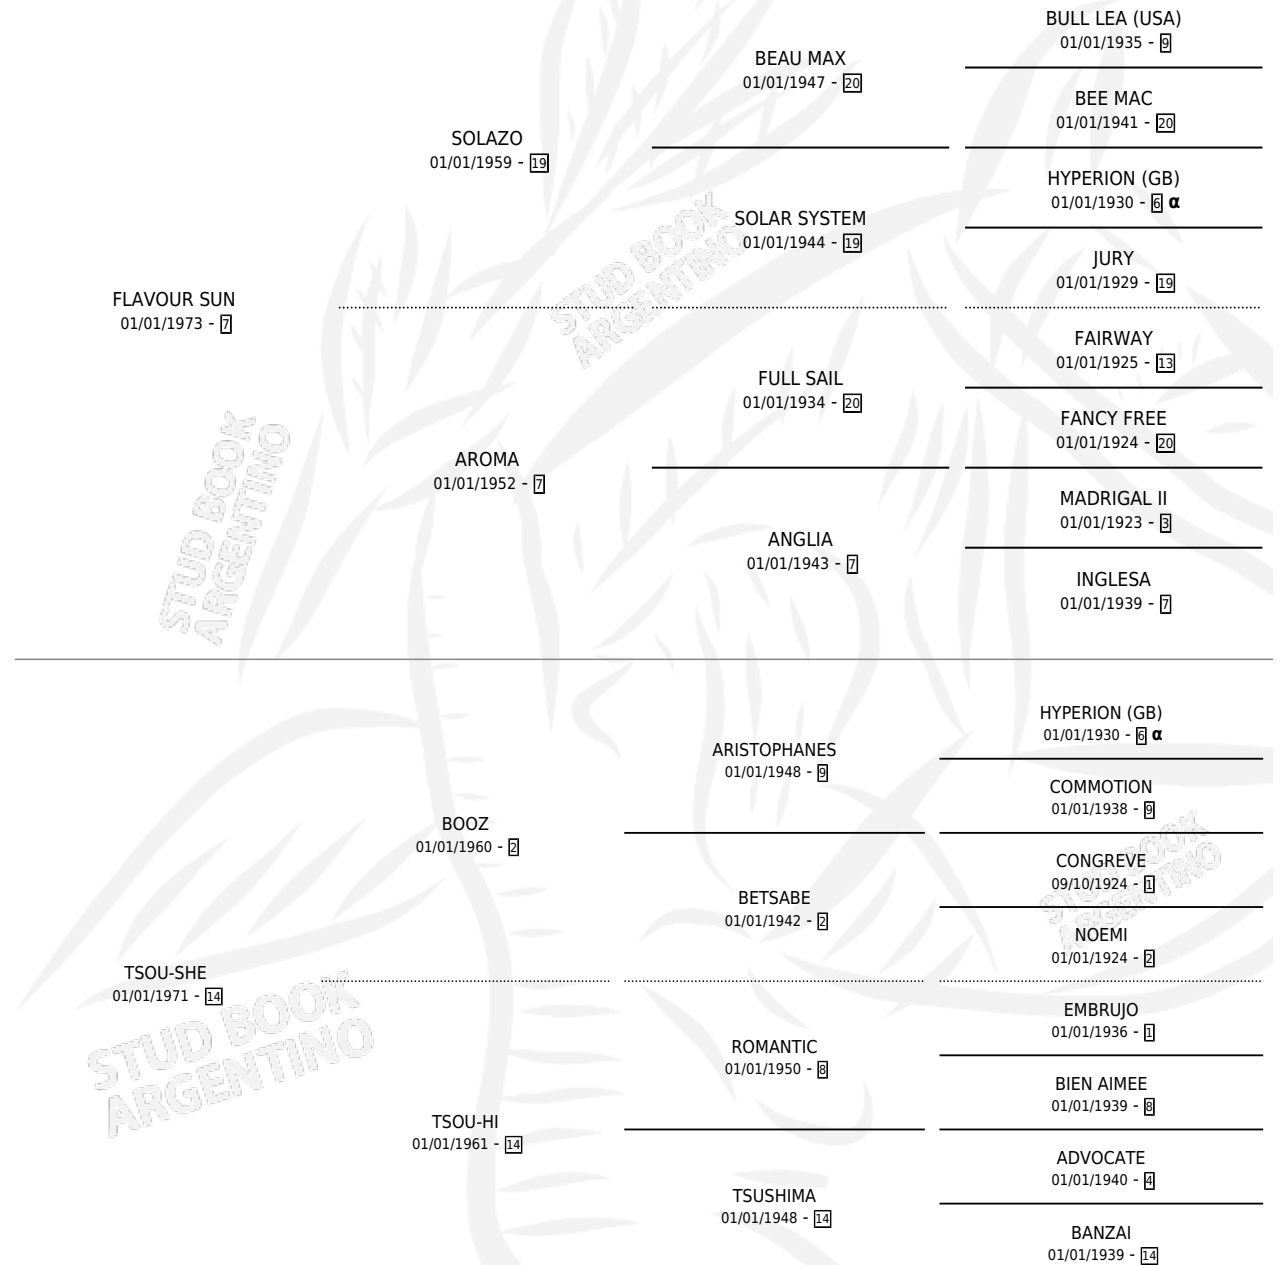 BULL LEA (USA)
01/01/1935 - 9
BEAU MAX
01/01/1947 - 20
BEE MAC
01/01/1941 - 20
SOLAZO
01/01/1959 - 19
HYPERION (GB)
01/01/1930 - 6 α
SOLAR SYSTEM
01/01/1944 - 19
JURY
01/01/1929 - 19
STUD BOOK
ARGENTINO
FLAVOUR SUN
01/01/1973 - 7
FAIRWAY
01/01/1925 - 13
FULL SAIL
01/01/1934 - 20
FANCY FREE
01/01/1924 - 20
AROMA
01/01/1952 - 7
MADRIGAL II
01/01/1923 - 3
ANGLIA
01/01/1943 - 7
INGLESA
01/01/1939 - 7
STUD BOOK
ARGENTINO
HYPERION (GB)
01/01/1930 - 6 α
ARISTOPHANES
01/01/1948 - 9
COMMOTION
01/01/1938 - 9
BOOZ
01/01/1960 - 2
CONGREVE
09/10/1924 - 1
BETSABE
01/01/1942 - 2
NOEMI
01/01/1924 - 2
STUD BOOK
ARGENTINO
TSOU-SHE
01/01/1971 - 14
EMBRUJO
01/01/1936 - 1
ROMANTIC
01/01/1950 - 8
BIEN AIMEE
01/01/1939 - 8
STUD BOOK
ARGENTINO
TSOU-HI
01/01/1961 - 14
ADVOCATE
01/01/1940 - 4
TSUSHIMA
01/01/1948 - 14
BANZAI
01/01/1939 - 14